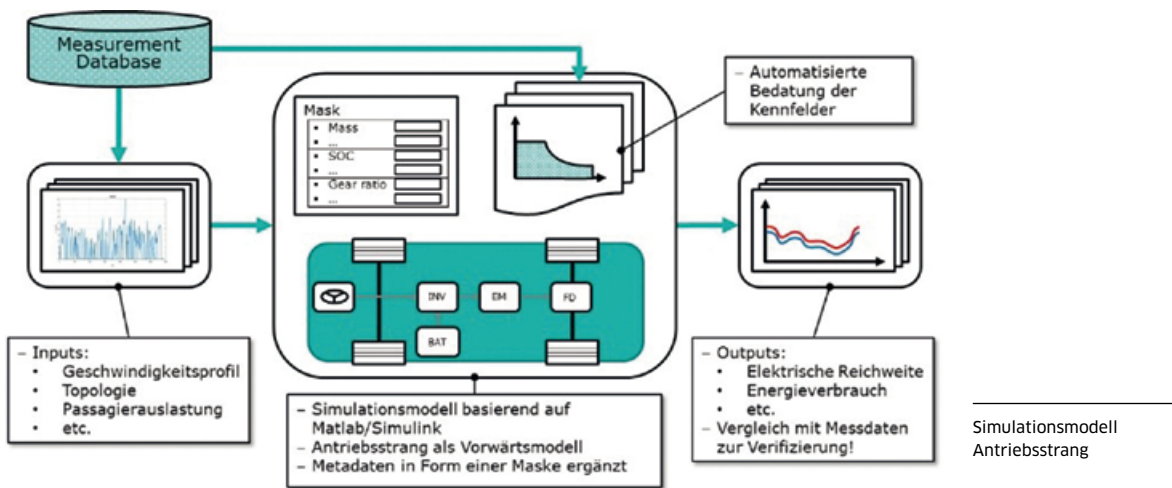 Measurement
Database
Mask
• Mass
• ...
• SOC
• ...
• Gear ratio
• ...
– Automatisierte
Bedatung der
Kennfelder
INV
EM
FD
BAT
– Inputs:
• Geschwindigkeitsprofil
• Topologie
• Passagierauslastung
• etc.
– Simulationsmodell basierend auf
Matlab/Simulink
– Antriebsstrang als Vorwärtsmodell
– Metadaten in Form einer Maske ergänzt
– Outputs:
• Elektrische Reichweite
• Energieverbrauch
• etc.
– Vergleich mit Messdaten
zur Verifizierung!
Simulationsmodell
Antriebsstrang